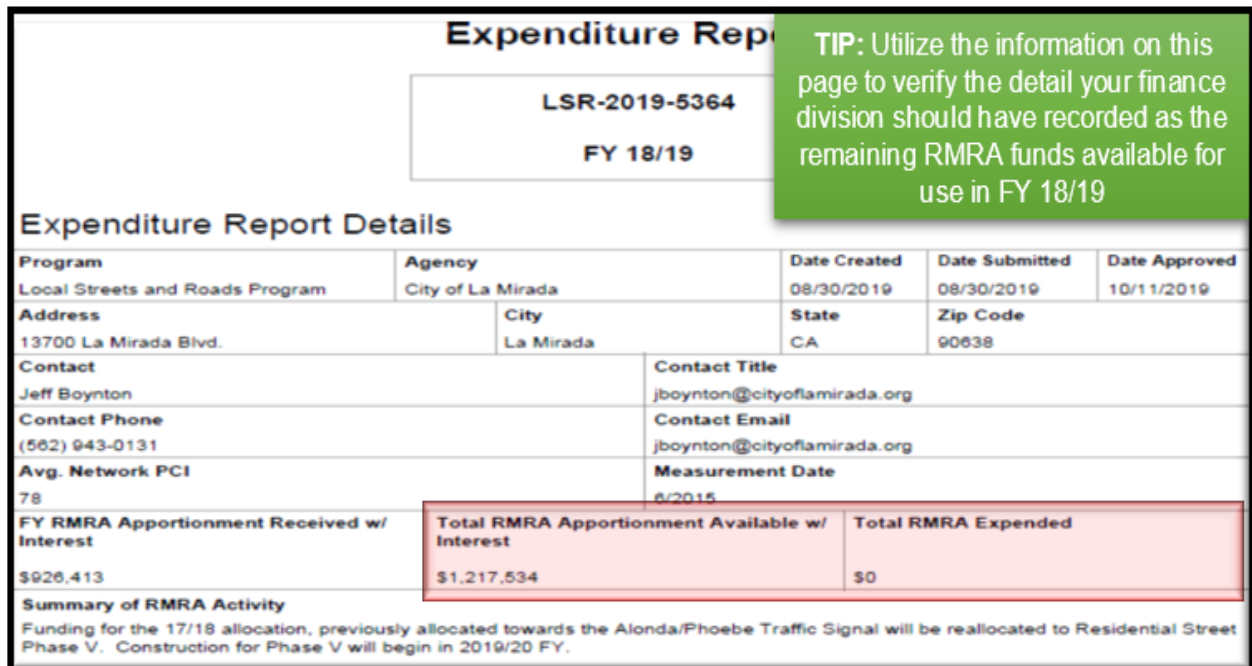 Expenditure Rep
TIP: Utilize the information on this
page to verify the detail your finance
division should have recorded as the
remaining RMRA funds available for
use in FY 18/19
LSR-2019-5364
FY 18/19
Expenditure Report Details
Program
Local Streets and Roads Program
Agency
City of La Mirada
Date Created
08/30/2019
Date Submitted
08/30/2019
Date Approved
10/11/2019
Address
13700 La Mirada Blvd.
City
La Mirada
State
CA
Zip Code
90638
Contact
Jeff Boynton
Contact Title
jboynton@cityoflamirada.org
Contact Phone
(562) 943-0131
Contact Email
jboynton@cityoflamirada.org
Avg. Network PCI
78
Measurement Date
6/2015
FY RMRA Apportionment Received w/
Interest
$926,413
Total RMRA Apportionment Available w/
Interest
$1,217,534
Total RMRA Expended
$0
Summary of RMRA Activity
Funding for the 17/18 allocation, previously allocated towards the Alonda/Phoebe Traffic Signal will be reallocated to Residential Street
Phase V. Construction for Phase V will begin in 2019/20 FY.